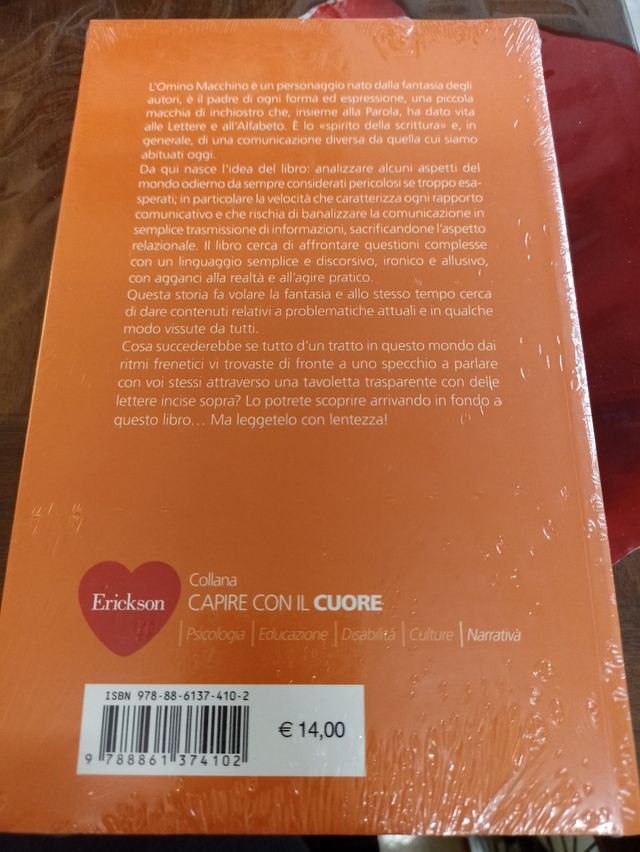 L'Omino Macchino è un personaggio nato dalla fantasia degli
autori, è il padre di ogni forma ed espressione, una piccola
macchia di inchiostro che, insieme alla Parola, ha dato vita
alle Lettere e all'Alfabeto. È lo «spirito della scrittura» e, in
generale, di una comunicazione diversa da quella cui siamo
abituati oggi.
Da qui nasce l'idea del libro: analizzare alcuni aspetti del
mondo odierno da sempre considerati pericolosi se troppo esa-
sperati; in particolare la velocità che caratterizza ogni rapporto
comunicativo e che rischia di banalizzare la comunicazione in
semplice trasmissione di informazioni, sacrificandone l'aspetto
relazionale. Il libro cerca di affrontare questioni complesse
con un linguaggio semplice e discorsivo, ironico e allusivo,
con agganci alla realtà e all'agire pratico.
Questa storia fa volare la fantasia e allo stesso tempo cerca
di dare contenuti relativi a problematiche attuali e in qualche
modo vissute da tutti.
Cosa succederebbe se tutto d'un tratto in questo mondo dai
ritmi frenetici vi trovaste di fronte a uno specchio a parlare
con voi stessi attraverso una tavoletta trasparente con delle
lettere incise sopra? Lo potrete scoprire arrivando in fondo a
questo libro... Ma leggetelo con lentezza!
Erickson
Collana
CAPIRE CON IL CUORE
Psicologia | Educazione | Disabilità | Culture | Narrativa
ISBN 978-88-6137-410-2
€ 14,00
9 788861 374102